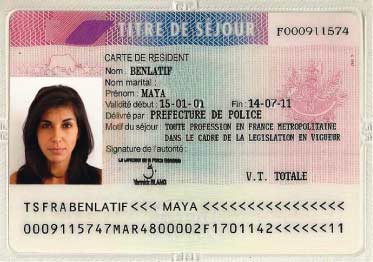 TITRE DE SÉJOUR F000911574
CARTE DE RESIDENT
Nom : BENLATIF
Nom marital :
Prénom : MAYA
Validité début : 15-01-01 Fin : 14-07-11
Délivré par PREFECTURE DE POLICE
Motif du séjour TOUTE PROFESSION EN FRANCE METROPOLITAINE
DANS LE CADRE DE LA LEGISLATION EN VIGUEUR
Signature de l'autorité :
V.T. TOTALE
TSFRABENLATIF<<< MAYA <<<<<<<<<<<<<<<<
0009115747MAR4800002F1701142<<<<<<11